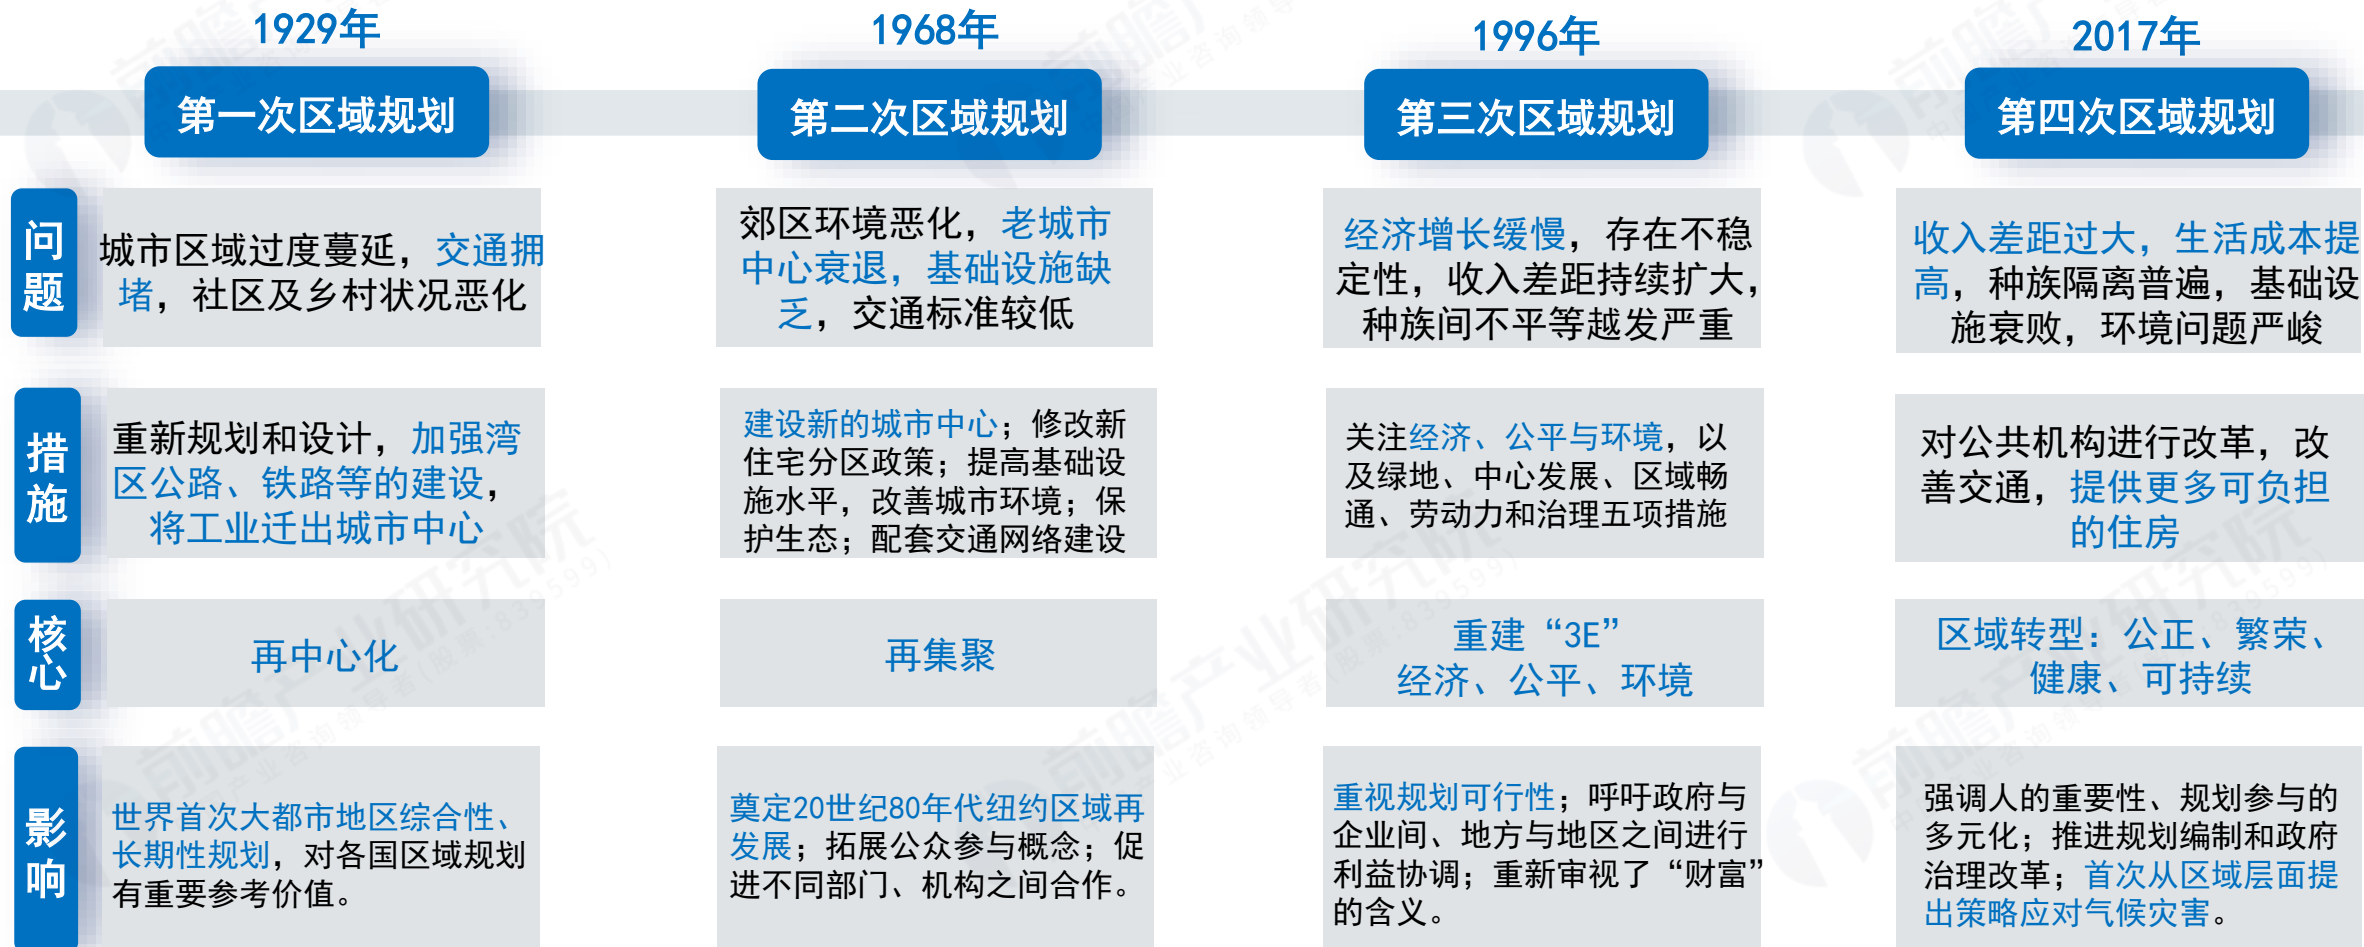 1929年
1968年
1996年
2017年
第一次区域规划
第二次区域规划
第三次区域规划
第四次区域规划
问题
城市区域过度蔓延，交通拥
堵，社区及乡村状况恶化
郊区环境恶化，老城市
中心衰退，基础设施缺
乏，交通标准较低
经济增长缓慢，存在不稳
定性，收入差距持续扩大，
种族间不平等越发严重
收入差距过大，生活成本提
高，种族隔离普遍，基础设
施衰败，环境问题严峻
措施
重新规划和设计，加强湾
区公路、铁路等的建设，
将工业迁出城市中心
建设新的城市中心；修改新
住宅分区政策；提高基础设
施水平，改善城市环境；保
护生态；配套交通网络建设
关注经济、公平与环境，以
及绿地、中心发展、区域畅
通、劳动力和治理五项措施
对公共机构进行改革，改
善交通，提供更多可负担
的住房
核心
再中心化
再集聚
重建“3E”
经济、公平、环境
区域转型：公正、繁荣、
健康、可持续
影响
世界首次大都市地区综合性、
长期性规划，对各国区域规划
有重要参考价值。
奠定20世纪80年代纽约区域再
发展；拓展公众参与概念；促
进不同部门、机构之间合作。
重视规划可行性；呼吁政府与
企业间、地方与地区之间进行
利益协调；重新审视了“财富”
的含义。
强调人的重要性、规划参与的
多元化；推进规划编制和政府
治理改革；首次从区域层面提
出策略应对气候灾害。
前瞻产业研究院
中国产业咨询领导者(股票:839599)